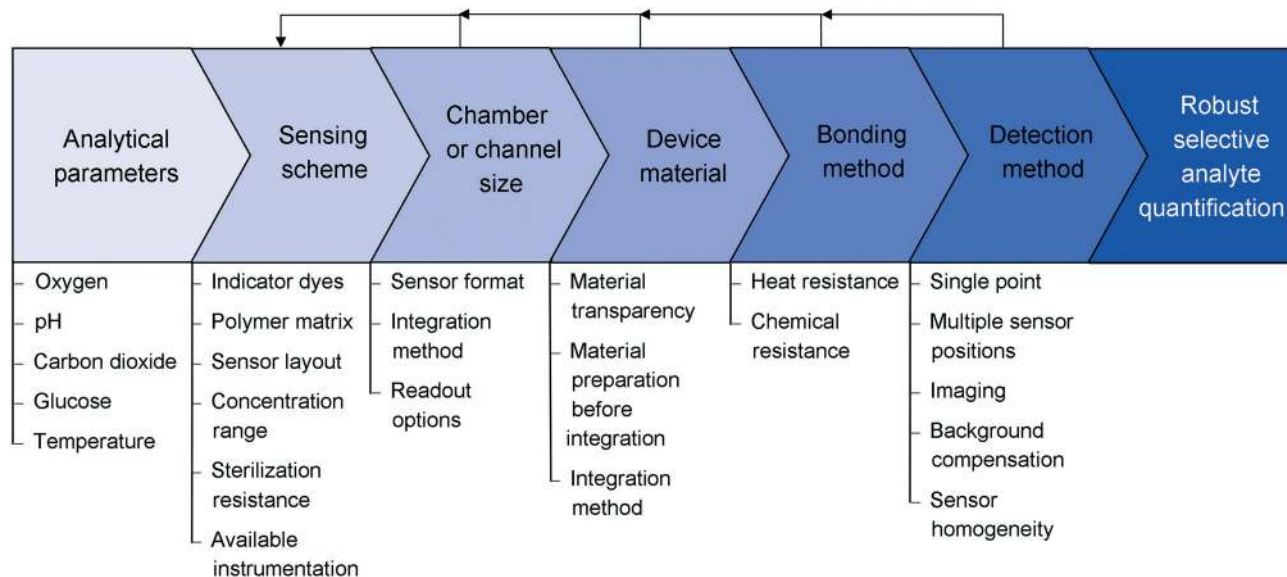 Analytical
parameters
Sensing
scheme
Chamber
or channel
size
Device
material
Bonding
method
Detection
method
Robust
selective
analyte
quantification
Oxygen
pH
Carbon dioxide
Glucose
Temperature
Indicator dyes
Polymer matrix
Sensor layout
Concentration
range
Sterilization
resistance
Available
instrumentation
Sensor format
Integration
method
Readout
options
Material
transparency
Material
preparation
before
integration
Integration
method
Heat resistance
Chemical
resistance
Single point
Multiple sensor
positions
Imaging
Background
compensation
Sensor
homogeneity